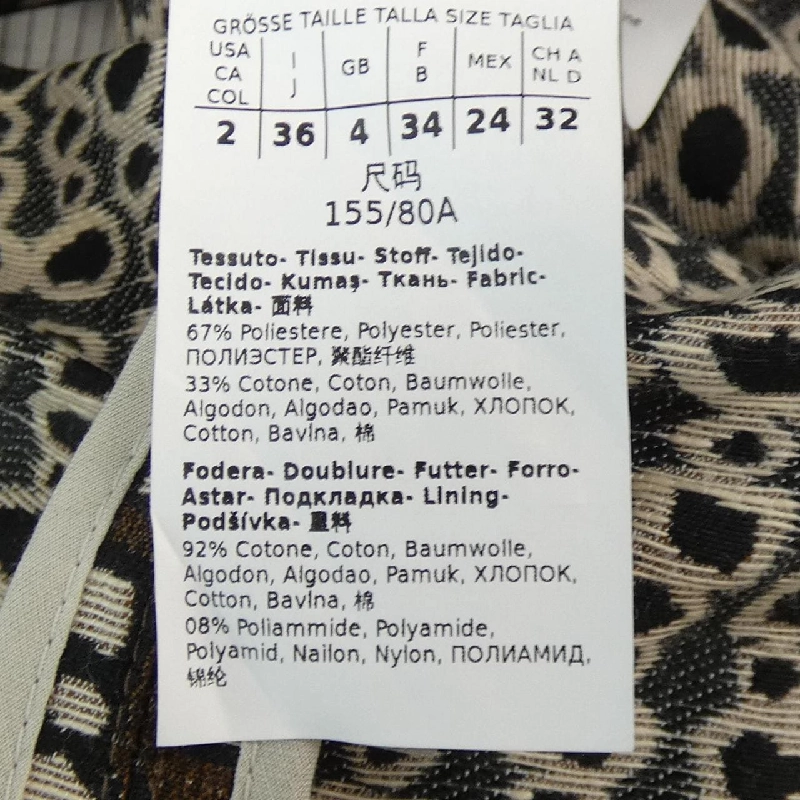 GRÖSSE TAILLE TALLA SIZE TAGLIA
USA CA COL I J GB F B MEX CH A NL D
2 36 4 34 24 32
尺码
155/80A
Tessuto- Tissu- Stoff- Tejido-
Tecido- Kumaş- Ткань- Fabric-
Látka- 面料
67% Poliestere, Polyester, Poliester,
ПОЛИЭСТЕР, 聚酯纤维
33% Cotone, Coton, Baumwolle,
Algodon, Algodao, Pamuk, ХЛОПОК,
Cotton, Bavlna, 棉
Fodera- Doublure- Futter- Forro-
Astar- Подкладка- Lining-
Podšívka- 里料
92% Cotone, Coton, Baumwolle,
Algodon, Algodao, Pamuk, ХЛОПОК,
Cotton, Bavlna, 棉
08% Poliammide, Polyamide,
Polyamid, Nailon, Nylon, ПОЛИАМИД,
锦纶